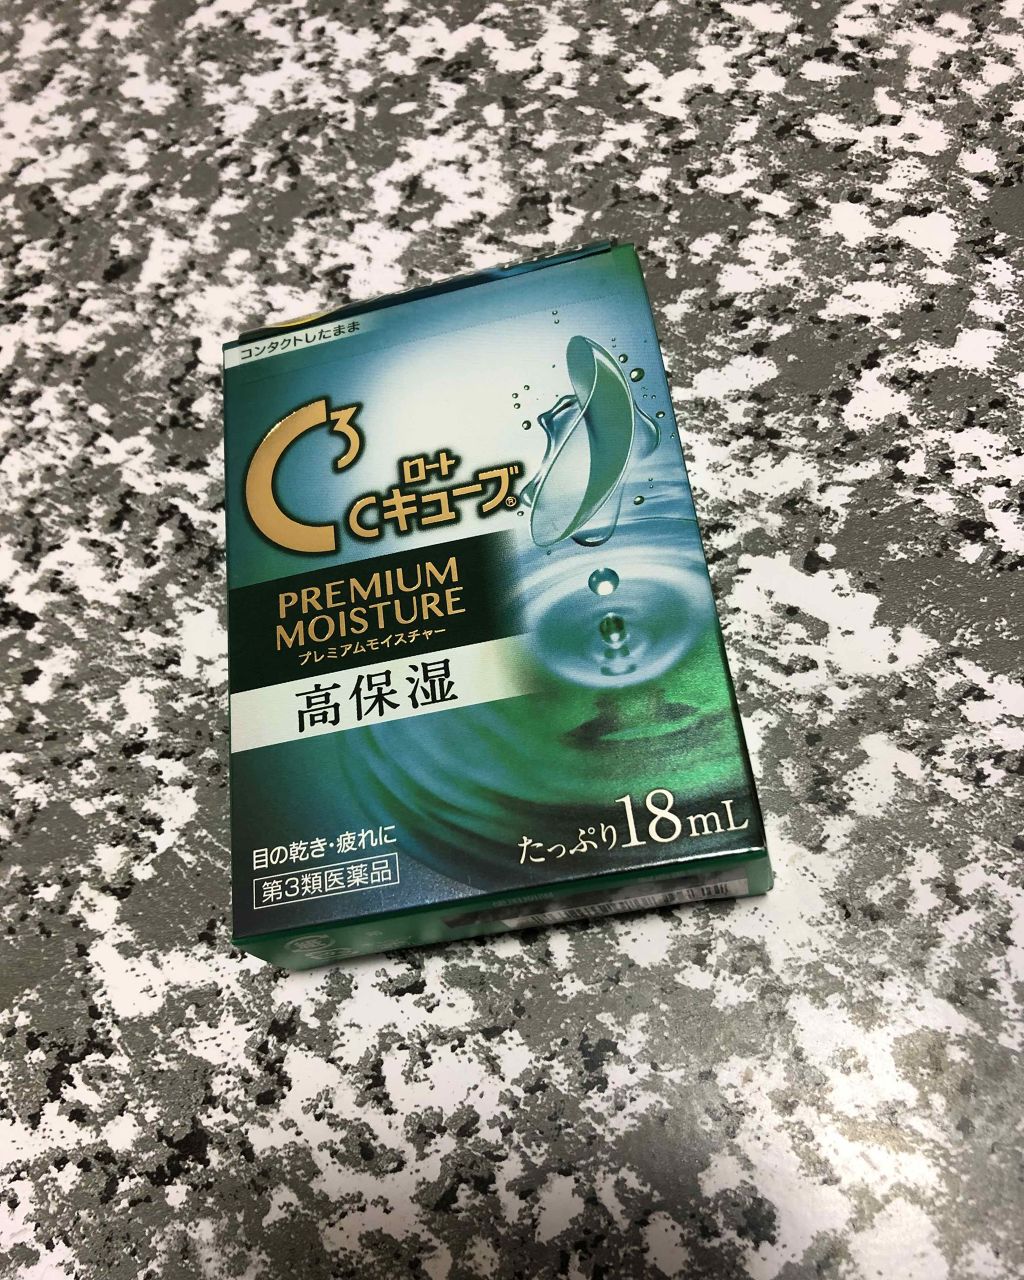 コンタクトしたまま
C3
ロート
Cキューブ®
PREMIUM
MOISTURE
プレミアムモイスチャー
高保湿
目の乾き・疲れに
第3類医薬品
たっぷり18mL